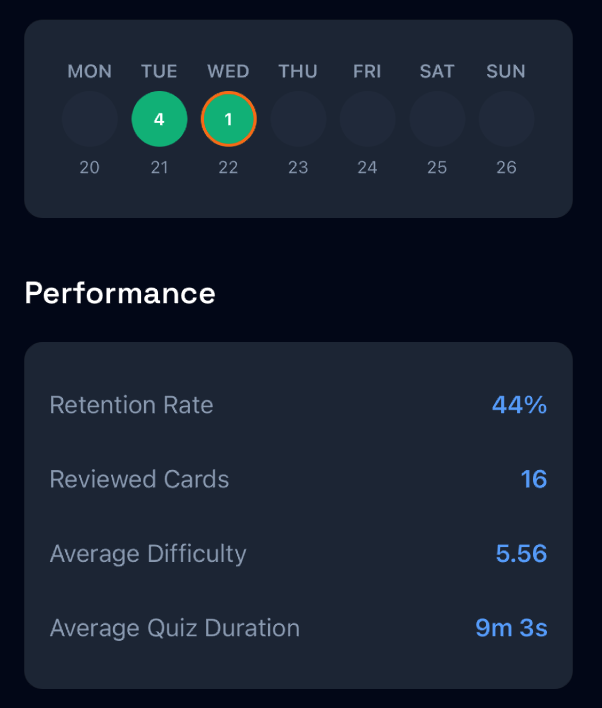 MON TUE WED THU FRI SAT SUN
4 1
20 21 22 23 24 25 26
Performance
Retention Rate 44%
Reviewed Cards 16
Average Difficulty 5.56
Average Quiz Duration 9m 3s